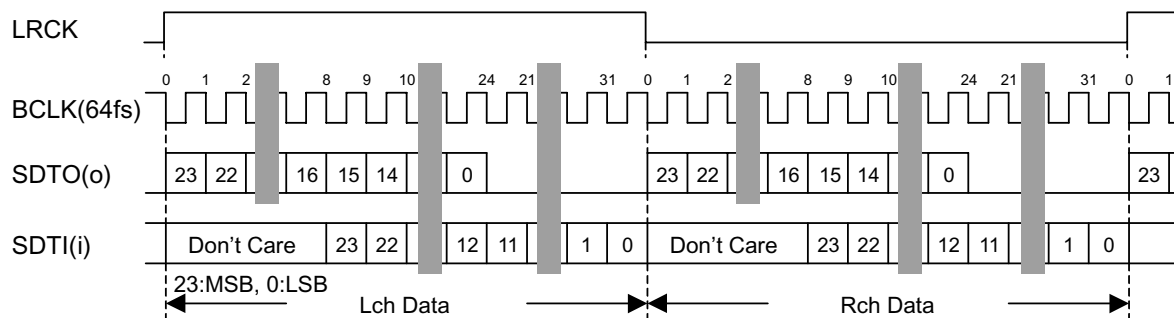 LRCK
0 1 2 8 9 10 24 21 31 0 1 2 8 9 10 24 21 31 0 1
BCLK(64fs)
SDTO(o) 23 22 16 15 14 0 23 22 16 15 14 0 23
SDTI(i) Don't Care 23 22 12 11 1 0 Don't Care 23 22 12 11 1 0
23:MSB, 0:LSB
Lch Data Rch Data